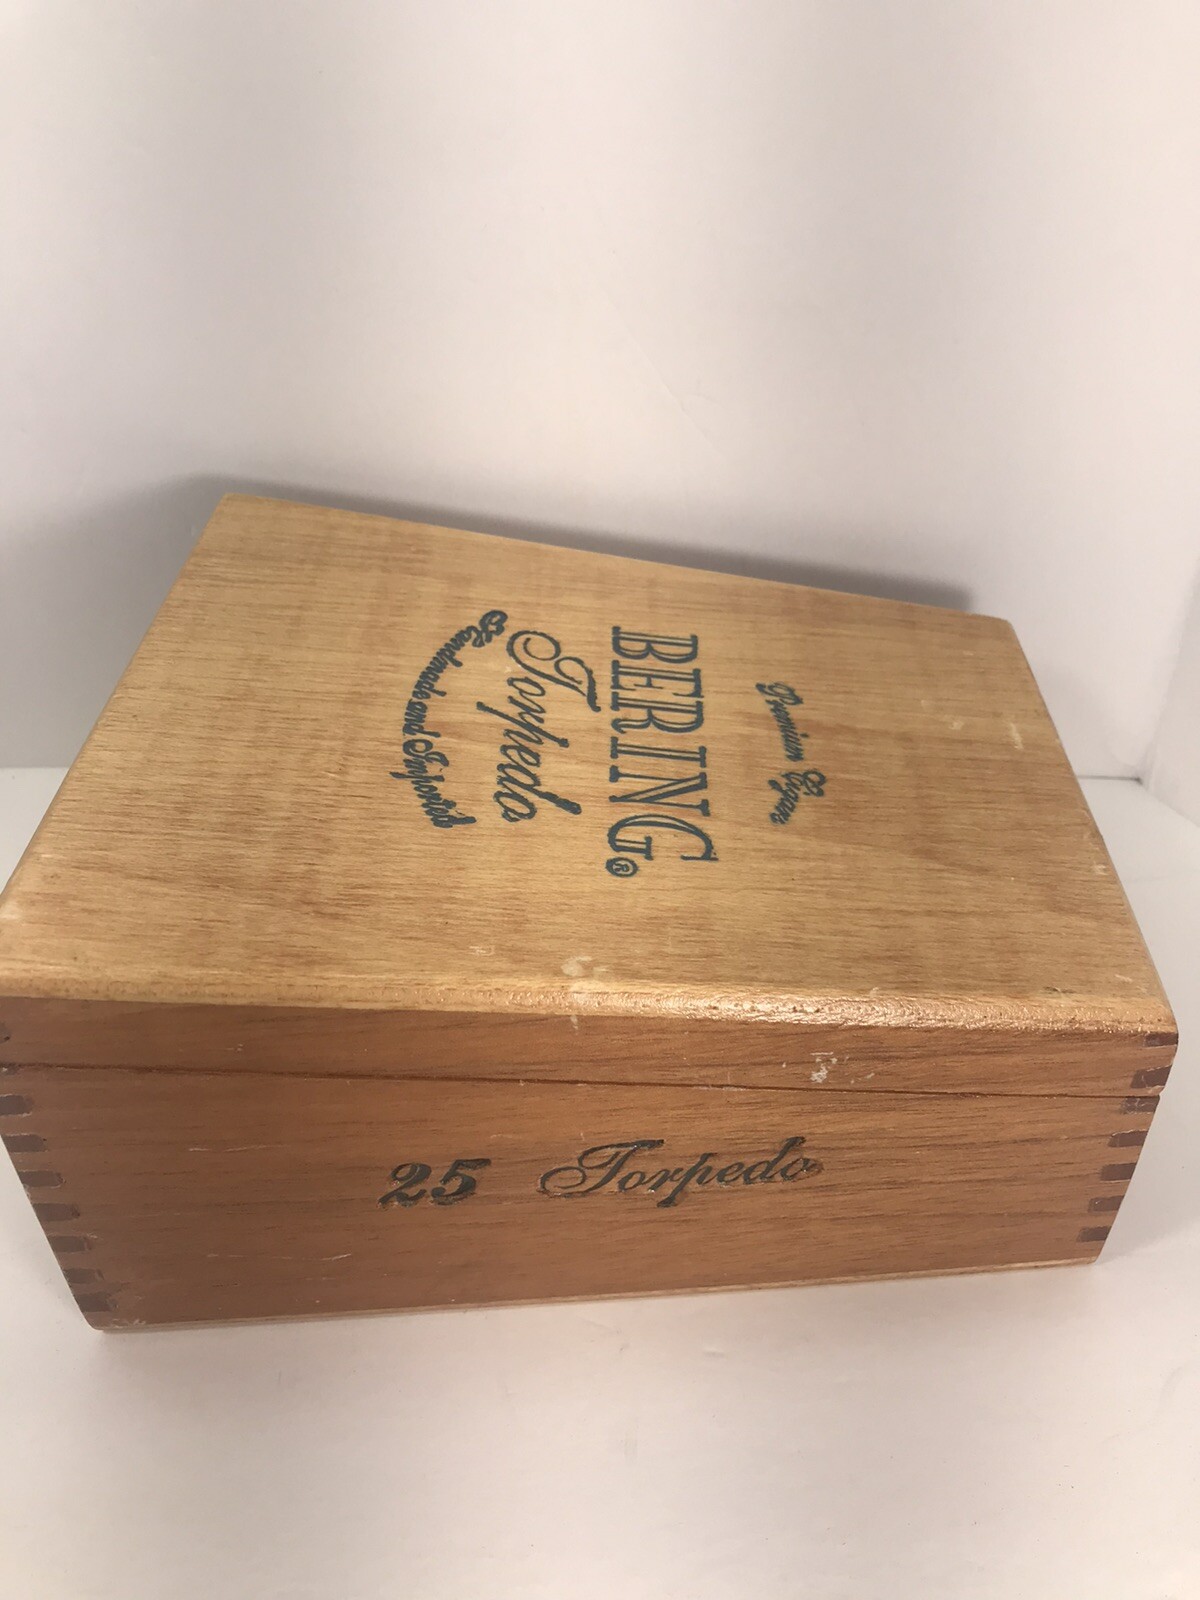 Premium Cigars
BERING®
Torpedo
Handmade and Imported
25 Torpedo